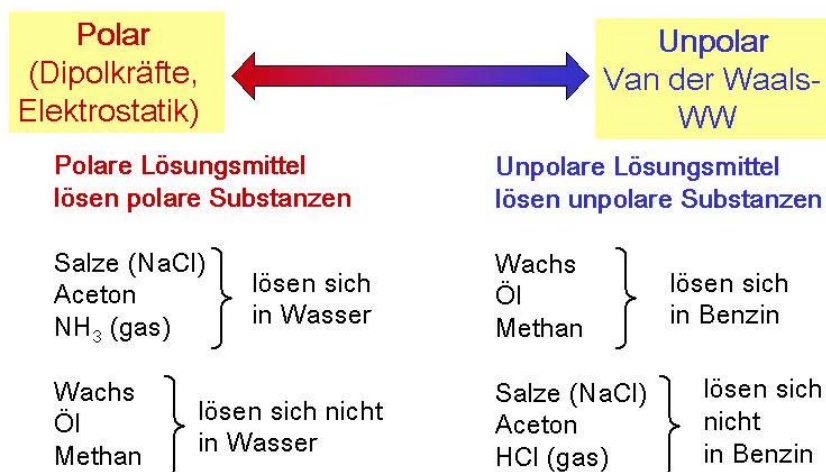 Polar
(Dipolkräfte,
Elektrostatik)
Unpolar
Van der Waals-
WW
Polare Lösungsmittel
lösen polare Substanzen
Unpolare Lösungsmittel
lösen unpolare Substanzen
Salze (NaCl)
Aceton
NH₃ (gas)
lösen sich
in Wasser
Wachs
Öl
Methan
lösen sich
in Benzin
Wachs
Öl
Methan
lösen sich nicht
in Wasser
Salze (NaCl)
Aceton
HCl (gas)
lösen sich
nicht
in Benzin